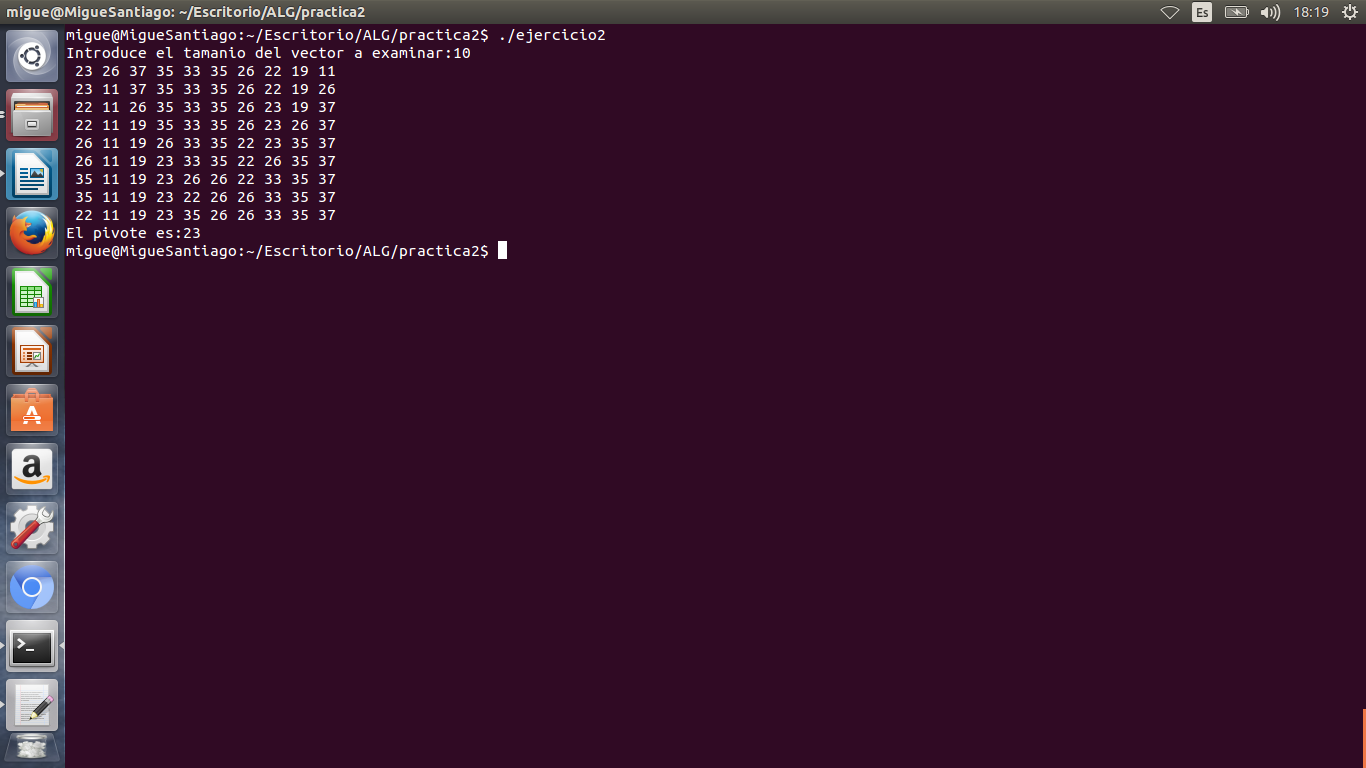 migue@MigueSantiago: ~/Escritorio/ALG/practica2
Es
18:19
migue@MigueSantiago:~/Escritorio/ALG/practica2$ ./ejercicio2
Introduce el tamanio del vector a examinar:10
23 26 37 35 33 35 26 22 19 11
23 11 37 35 33 35 26 22 19 26
22 11 26 35 33 35 26 23 19 37
22 11 19 35 33 35 26 23 26 37
26 11 19 26 33 35 22 23 35 37
26 11 19 23 33 35 22 26 35 37
35 11 19 23 26 26 22 33 35 37
35 11 19 23 22 26 26 33 35 37
22 11 19 23 35 26 26 33 35 37
El pivote es:23
migue@MigueSantiago:~/Escritorio/ALG/practica2$